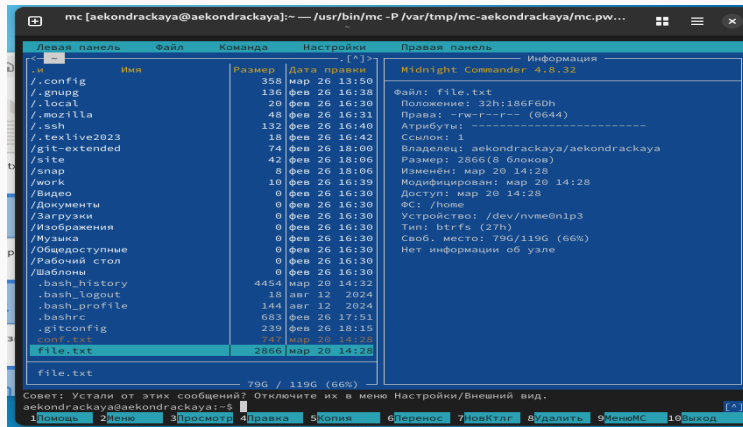 mc [aekondrackaya@aekondrackaya]:~ — /usr/bin/mc -P /var/tmp/mc-aekondrackaya/mc.pw...
Левая панель Файл Команда Настройки Правая панель
<— ~ .[^]> Информация
.и Имя Размер Дата правки Midnight Commander 4.8.32
/.config 358 мар 26 13:50
/.gnupg 136 фев 26 16:38 Файл: file.txt
/.local 20 фев 26 16:30 Положение: 32h:186F6Dh
/.mozilla 48 фев 26 16:31 Права: -rw-r--r-- (0644)
/.ssh 132 фев 26 16:40 Атрибуты: -------------------------
/.texlive2023 18 фев 26 16:42 Ссылок: 1
/git-extended 74 фев 26 18:00 Владелец: aekondrackaya/aekondrackaya
/site 42 фев 26 18:06 Размер: 2866(8 блоков)
/snap 8 фев 26 18:06 Изменён: мар 20 14:28
/work 10 фев 26 16:39 Модифицирован: мар 20 14:28
/Видео 0 фев 26 16:30 Доступ: мар 20 14:28
/Документы 0 фев 26 16:30 ФС: /home
/Загрузки 0 фев 26 16:30 Устройство: /dev/nvme0n1p3
/Изображения 0 фев 26 16:30 Тип: btrfs (27h)
/Музыка 0 фев 26 16:30 Своб. место: 79G/119G (66%)
/Общедоступные 0 фев 26 16:30 Нет информации об узле
/Рабочий стол 0 фев 26 16:30
/Шаблоны 0 фев 26 16:30
.bash_history 4454 мар 20 14:32
.bash_logout 18 авг 12 2024
.bash_profile 144 авг 12 2024
.bashrc 683 фев 26 17:51
.gitconfig 239 фев 26 18:15
conf.txt 747 мар 20 14:28
file.txt 2866 мар 20 14:28
file.txt
79G / 119G (66%)
Совет: Устали от этих сообщений? Отключите их в меню Настройки/Внешний вид.
aekondrackaya@aekondrackaya:~$ [^]
1Помощь 2Меню 3Просмотр 4Правка 5Копия 6Перенос 7НовКтлг 8Удалить 9МенюMC 10Выход